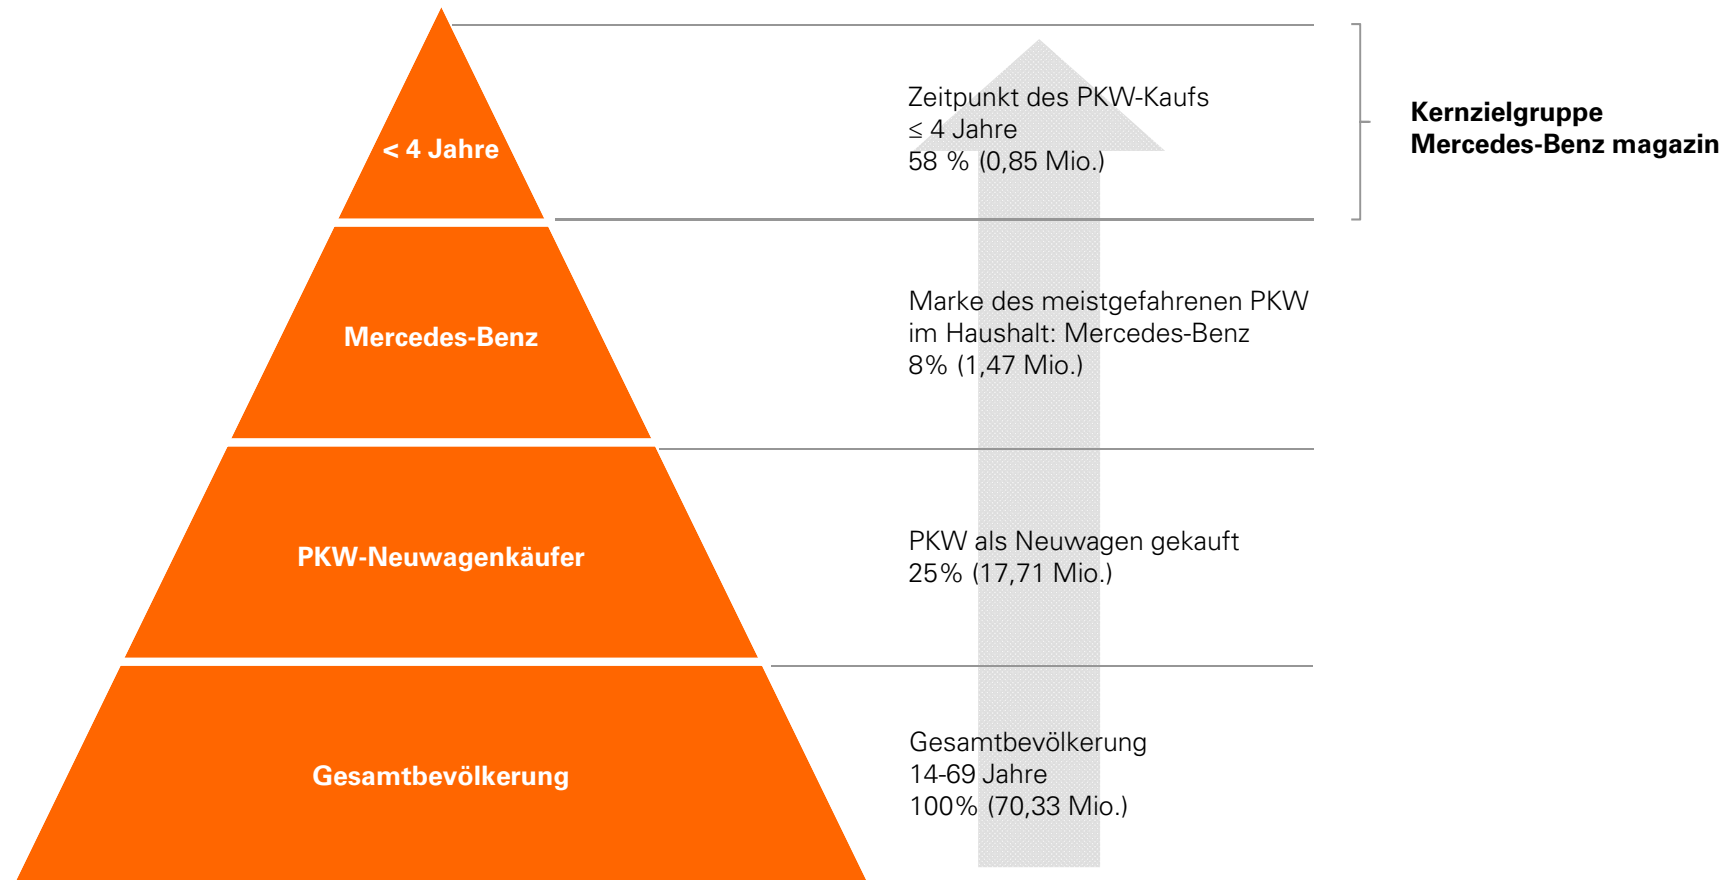 < 4 Jahre
Zeitpunkt des PKW-Kaufs
≤ 4 Jahre
58 % (0,85 Mio.)
Kernzielgruppe
Mercedes-Benz magazin
Mercedes-Benz
Marke des meistgefahrenen PKW
im Haushalt: Mercedes-Benz
8% (1,47 Mio.)
PKW-Neuwagenkäufer
PKW als Neuwagen gekauft
25% (17,71 Mio.)
Gesamtbevölkerung
Gesamtbevölkerung
14-69 Jahre
100% (70,33 Mio.)